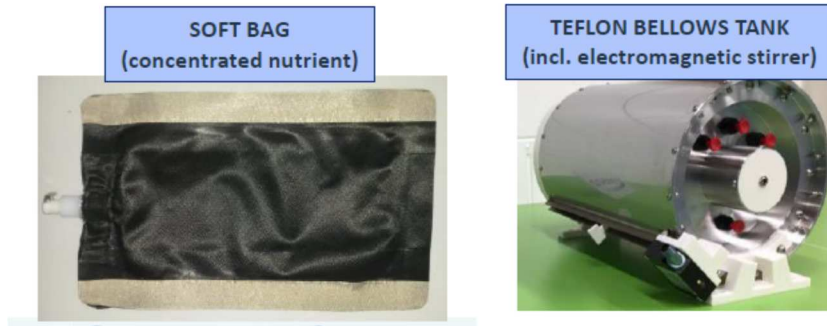 SOFT BAG
(concentrated nutrient)
TEFLON BELLOWS TANK
(incl. electromagnetic stirrer)